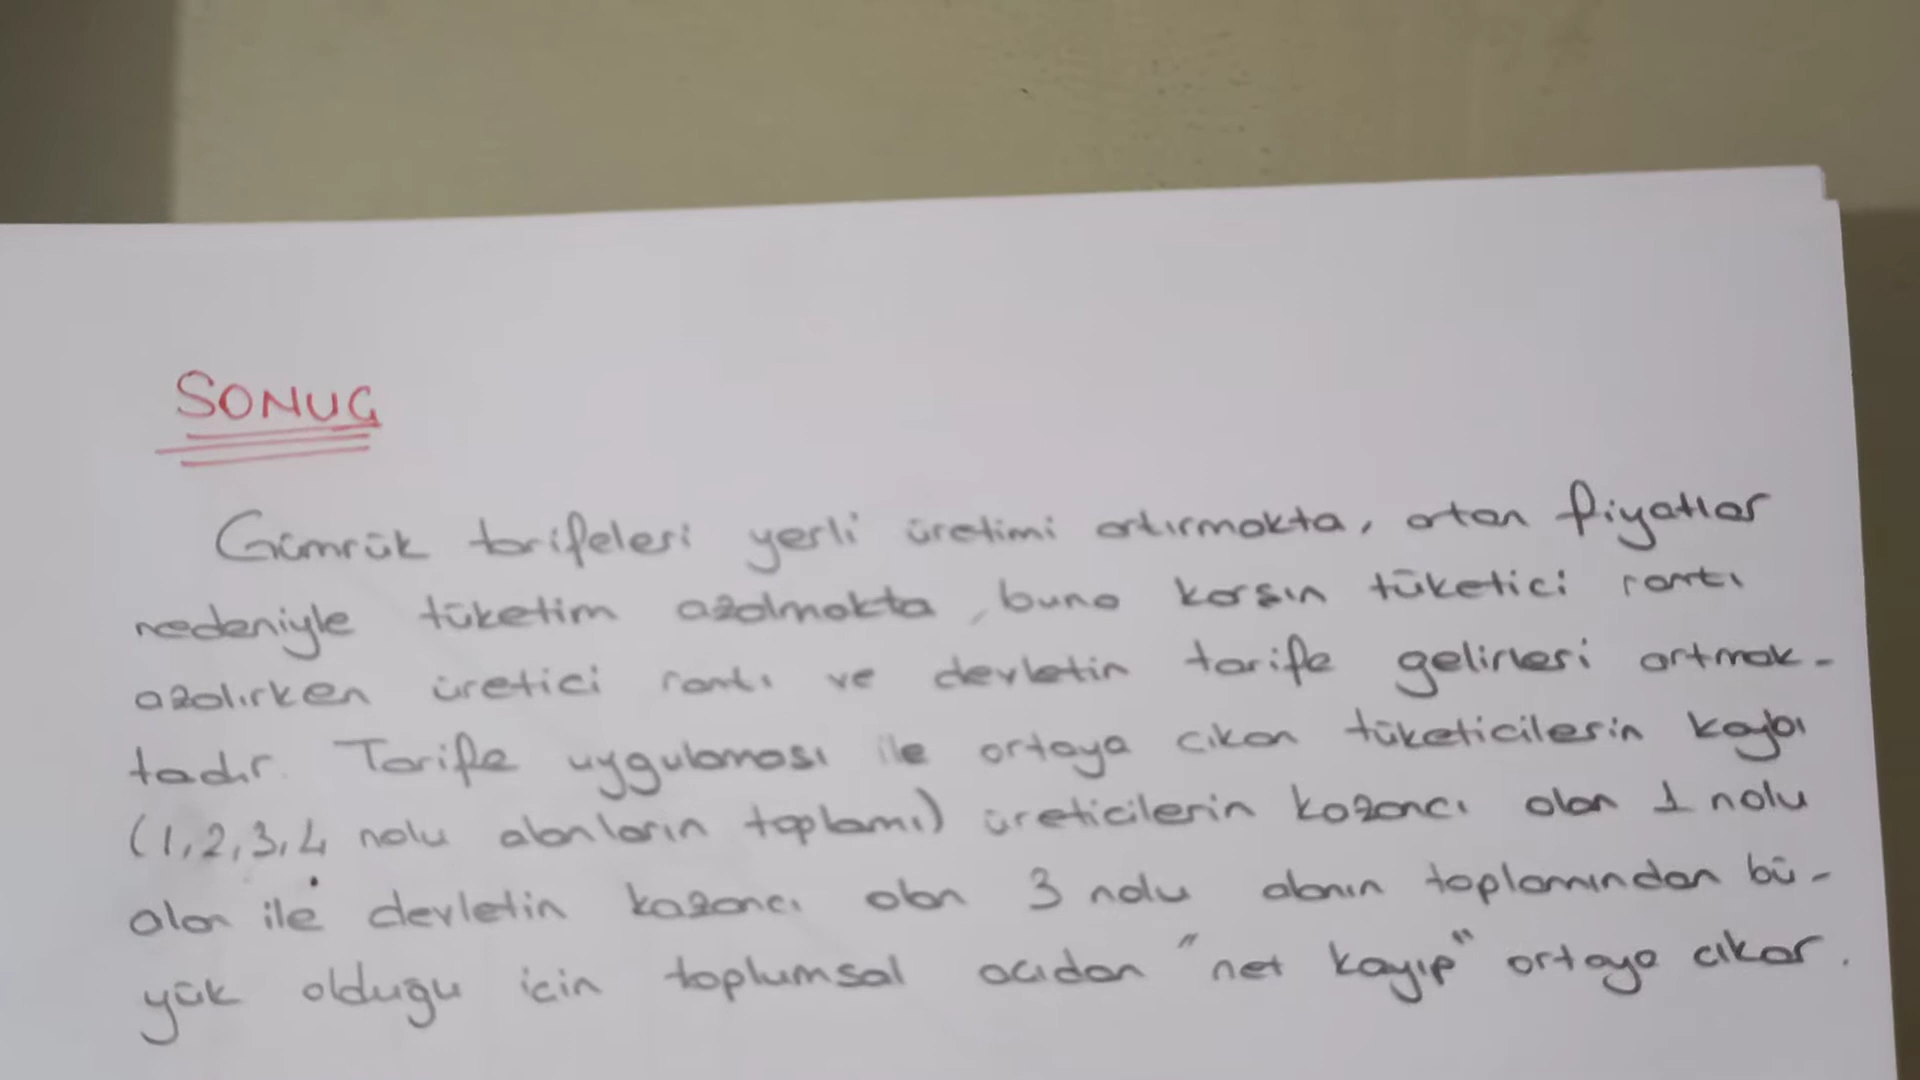 SONUÇ
Gümrük tarifeleri yerli üretimi artırmakta, artan fiyatlar
nedeniyle tüketim azalmakta, buna karşın tüketici rantı
azalırken üretici rantı ve devletin tarife gelirleri artmak-
tadır. Tarife uygulaması ile ortaya çıkan tüketicilerin kaybı
(1,2,3,4 nolu alanların toplamı) üreticilerin kazancı olan 1 nolu
alan ile devletin kazancı olan 3 nolu alanın toplamından bü-
yük olduğu için toplumsal açıdan "net kayıp" ortaya çıkar.